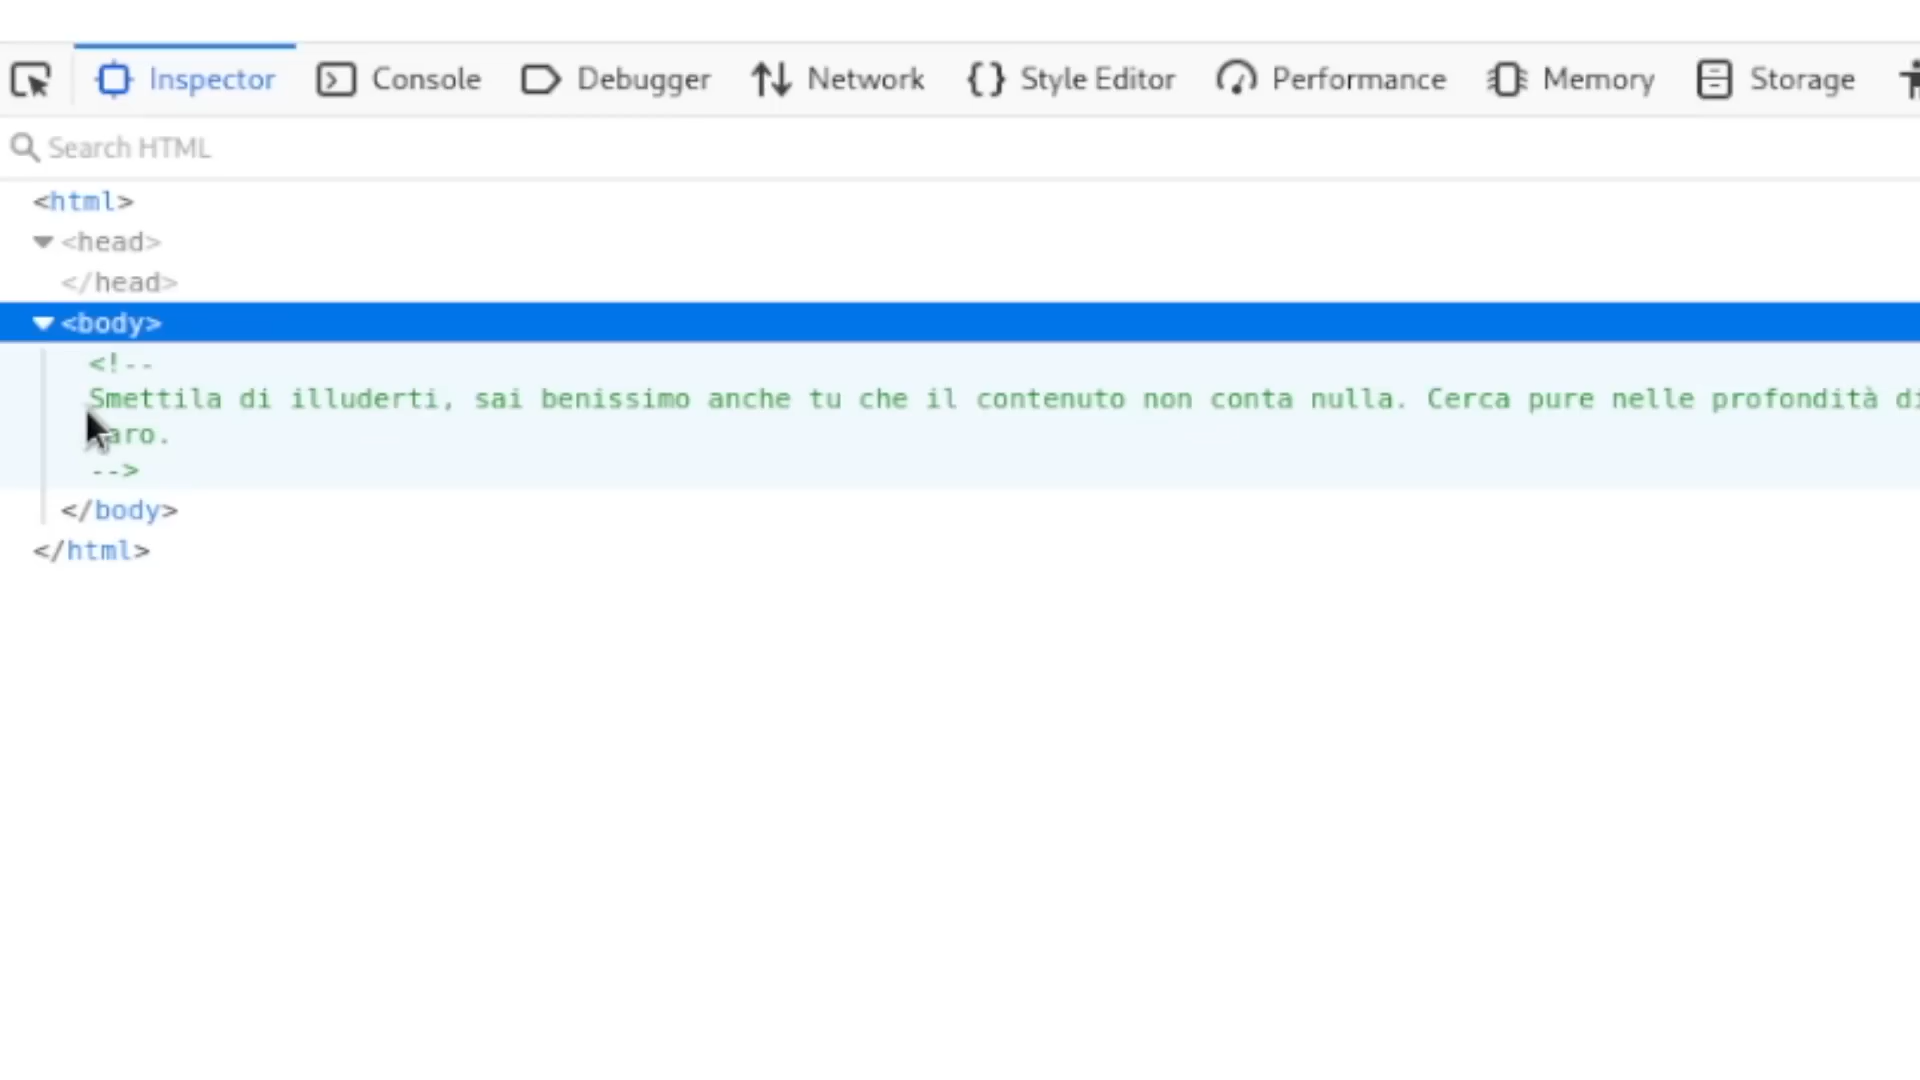 Inspector Console Debugger Network Style Editor Performance Memory Storage
Search HTML
<html>
<head>
</head>
<body>
<!--
Smettila di illuderti, sai benissimo anche tu che il contenuto non conta nulla. Cerca pure nelle profondità di
-->
</body>
</html>